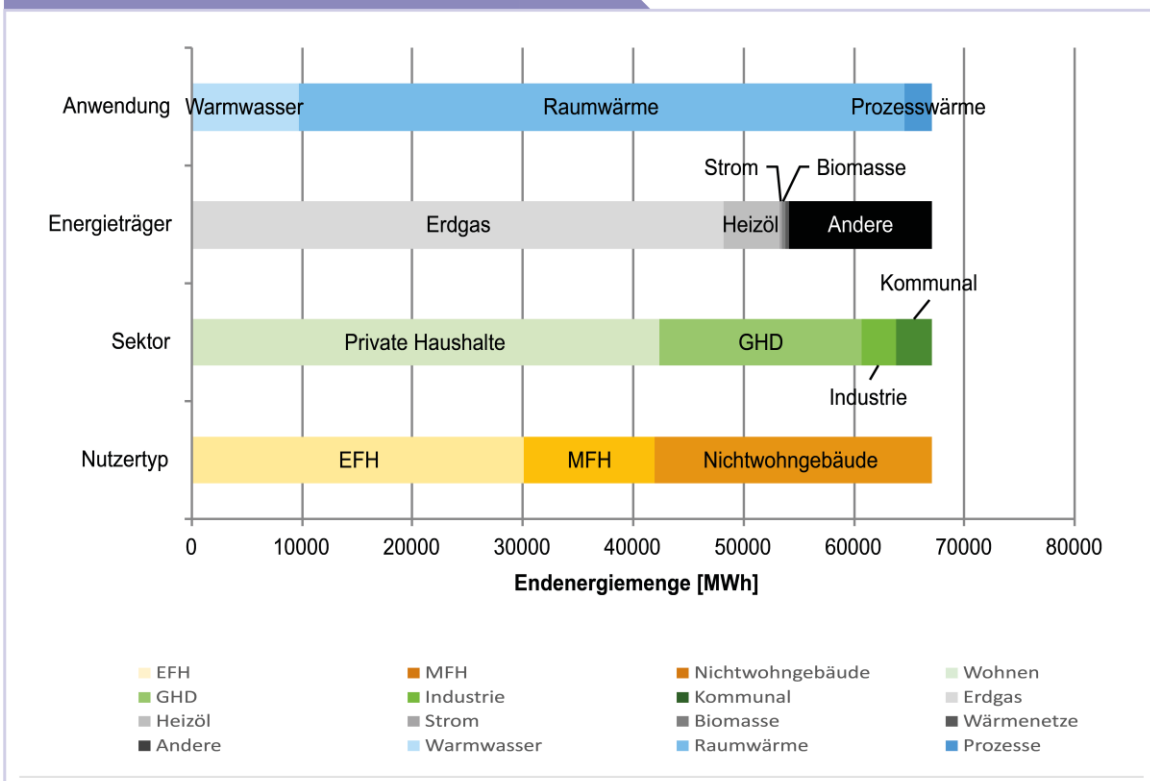 Anwendung Warmwasser Raumwärme Prozesswärme
Strom Biomasse
Energieträger Erdgas Heizöl Andere
Kommunal
Sektor Private Haushalte GHD
Industrie
Nutzertyp EFH MFH Nichtwohngebäude
0 10000 20000 30000 40000 50000 60000 70000 80000
Endenergiemenge [MWh]
EFH MFH Nichtwohngebäude Wohnen
GHD Industrie Kommunal Erdgas
Heizöl Strom Biomasse Wärmenetze
Andere Warmwasser Raumwärme Prozesse